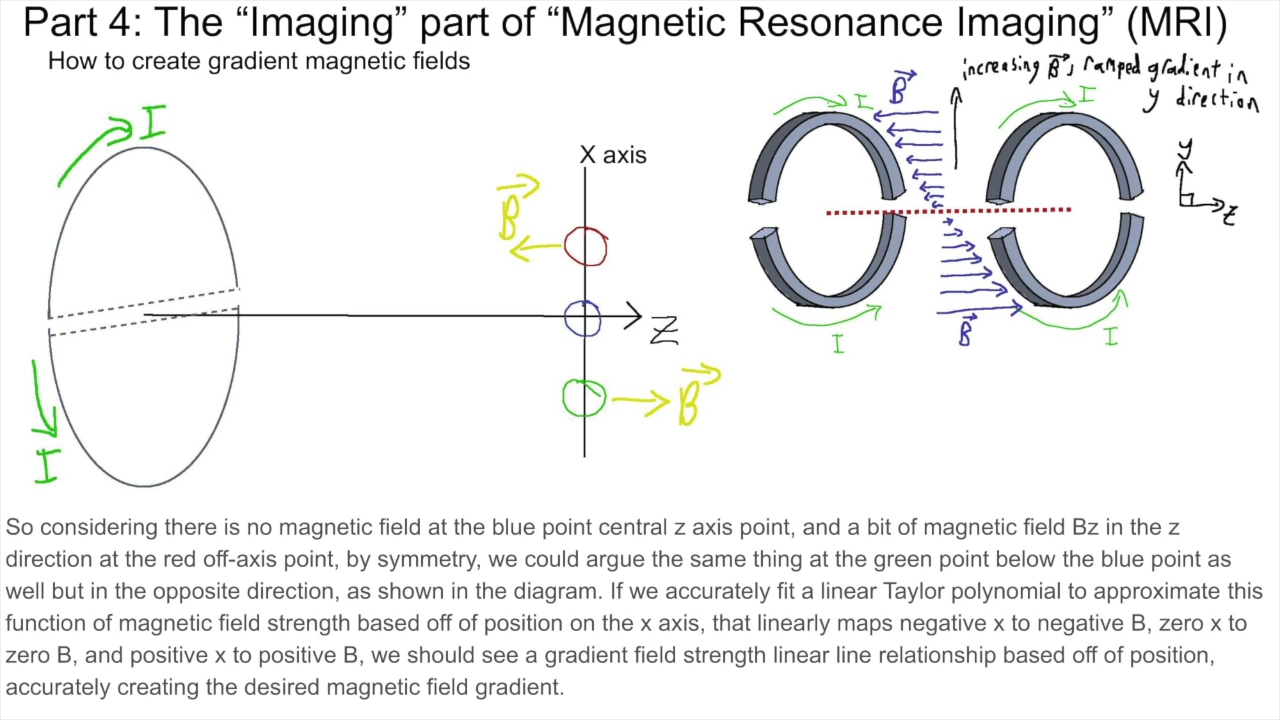 Part 4: The “Imaging” part of “Magnetic Resonance Imaging” (MRI)
How to create gradient magnetic fields
increasing B, ramped gradient in
y direction
I
B
I
I
X axis
y
z
B
Z
I
I
B
B
I
So considering there is no magnetic field at the blue point central z axis point, and a bit of magnetic field Bz in the z
direction at the red off-axis point, by symmetry, we could argue the same thing at the green point below the blue point as
well but in the opposite direction, as shown in the diagram. If we accurately fit a linear Taylor polynomial to approximate this
function of magnetic field strength based off of position on the x axis, that linearly maps negative x to negative B, zero x to
zero B, and positive x to positive B, we should see a gradient field strength linear line relationship based off of position,
accurately creating the desired magnetic field gradient.